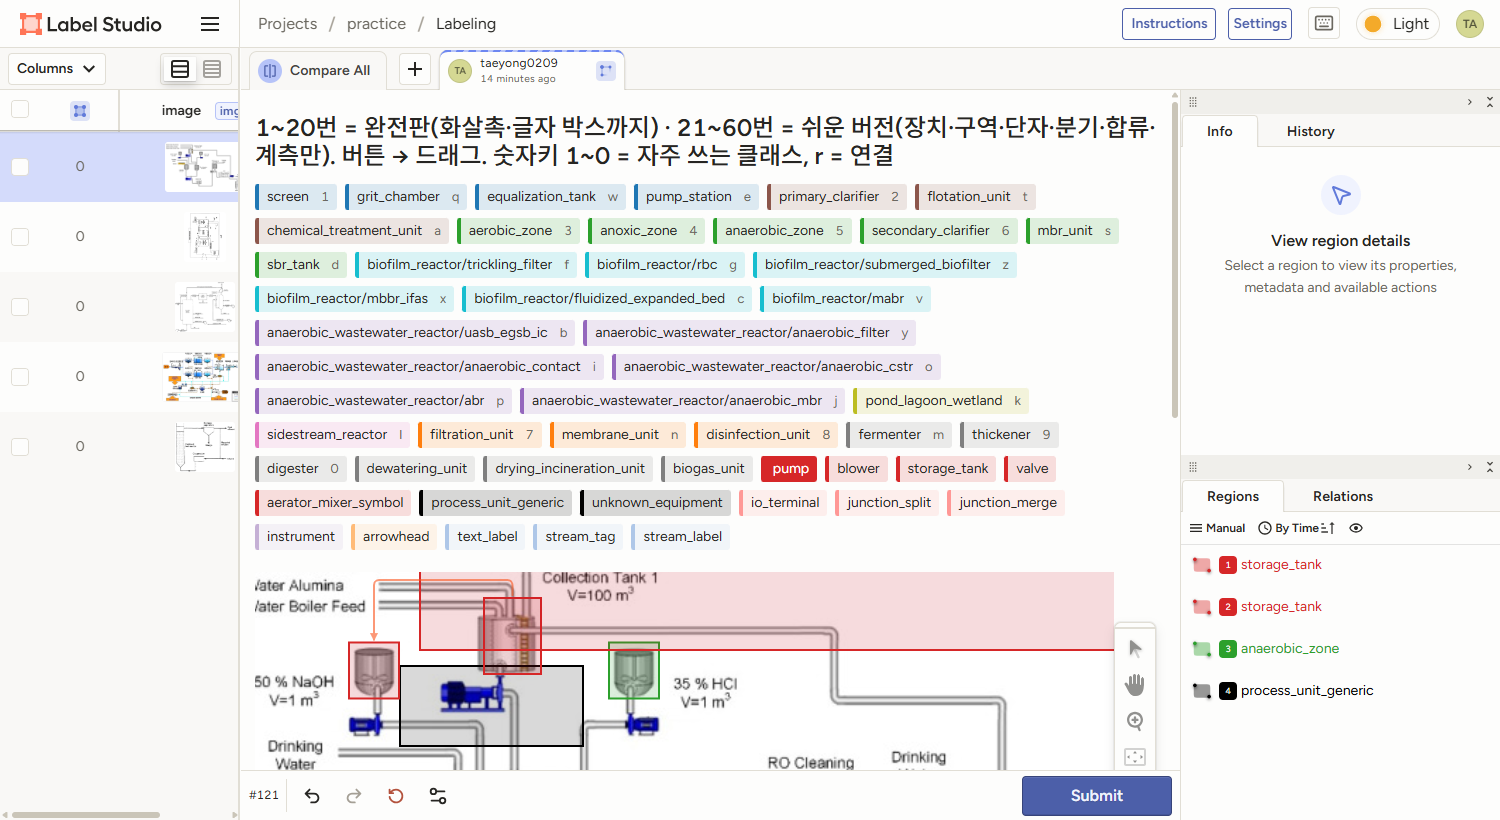 Label Studio
Projects / practice / Labeling
Instructions
Settings
Light
TA
Columns
Compare All
+
TA
taeyong0209
14 minutes ago
image
img
0
0
0
0
0
1~20번 = 완전판(화살촉·글자 박스까지) · 21~60번 = 쉬운 버전(장치·구역·단자·분기·합류·
계측만). 버튼 → 드래그. 숫자키 1~0 = 자주 쓰는 클래스, r = 연결
screen 1 grit_chamber q equalization_tank w pump_station e primary_clarifier 2 flotation_unit t
chemical_treatment_unit a aerobic_zone 3 anoxic_zone 4 anaerobic_zone 5 secondary_clarifier 6 mbr_unit s
sbr_tank d biofilm_reactor/trickling_filter f biofilm_reactor/rbc g biofilm_reactor/submerged_biofilter z
biofilm_reactor/mbbr_ifas x biofilm_reactor/fluidized_expanded_bed c biofilm_reactor/mabr v
anaerobic_wastewater_reactor/uasb_egsb_ic b anaerobic_wastewater_reactor/anaerobic_filter y
anaerobic_wastewater_reactor/anaerobic_contact i anaerobic_wastewater_reactor/anaerobic_cstr o
anaerobic_wastewater_reactor/abr p anaerobic_wastewater_reactor/anaerobic_mbr j pond_lagoon_wetland k
sidestream_reactor l filtration_unit 7 membrane_unit n disinfection_unit 8 fermenter m thickener 9
digester 0 dewatering_unit drying_incineration_unit biogas_unit pump blower storage_tank valve
aerator_mixer_symbol process_unit_generic unknown_equipment io_terminal junction_split junction_merge
instrument arrowhead text_label stream_tag stream_label
Collection Tank 1
V=100 m³
Water Alumina
Water Boiler Feed
50 % NaOH
V=1 m³
35 % HCl
V=1 m³
Drinking
Water
RO Cleaning
Drinking
#121
Submit
Info
History
View region details
Select a region to view its properties,
metadata and available actions
Regions
Relations
Manual
By Time
1 storage_tank
2 storage_tank
3 anaerobic_zone
4 process_unit_generic